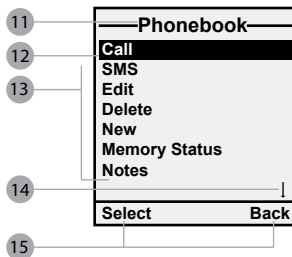 11 Phonebook
12 Call
13 SMS
Edit
Delete
New
Memory Status
Notes
14
Select Back
15